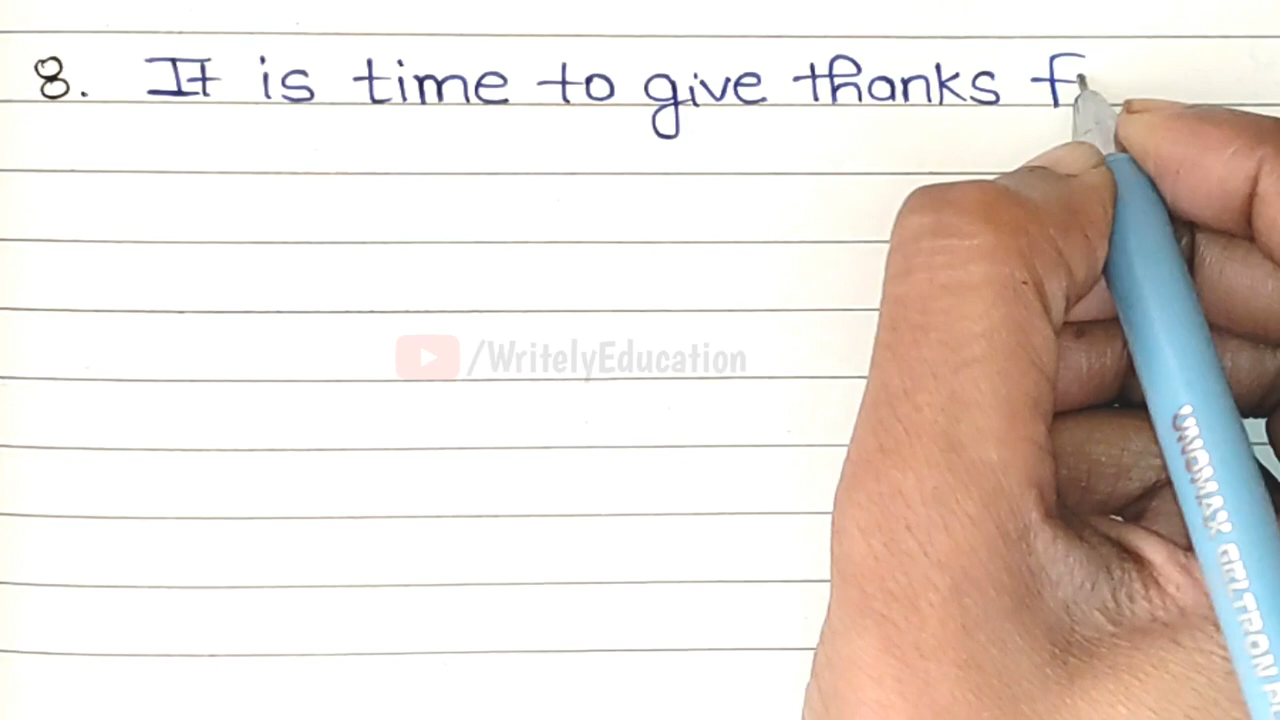 8. It is time to give thanks f
/WritelyEducation
UNOMAX GELTRON